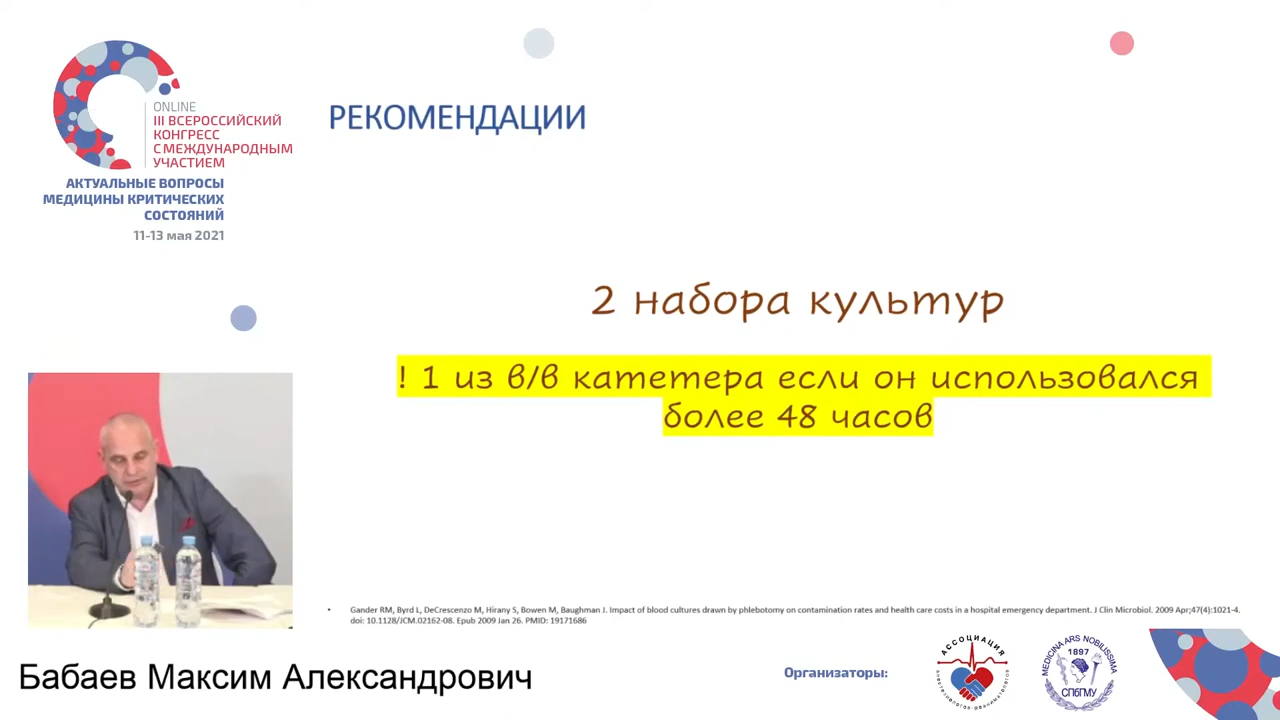 ONLINE
III ВСЕРОССИЙСКИЙ
КОНГРЕСС
С МЕЖДУНАРОДНЫМ
УЧАСТИЕМ
АКТУАЛЬНЫЕ ВОПРОСЫ
МЕДИЦИНЫ КРИТИЧЕСКИХ
СОСТОЯНИЙ
11-13 мая 2021
РЕКОМЕНДАЦИИ
2 набора культур
! 1 из в/в катетера если он использовался
более 48 часов
• Gander RM, Byrd L, DeCrescenzo M, Hirany S, Bowen M, Baughman J. Impact of blood cultures drawn by phlebotomy on contamination rates and health care costs in a hospital emergency department. J Clin Microbiol. 2009 Apr;47(4):1021-4.
doi: 10.1128/JCM.02162-08. Epub 2009 Jan 26. PMID: 19171686
Бабаев Максим Александрович
Организаторы:
АССОЦИАЦИЯ
MEDICINA ARS NOBILISSIMA
1897
СПбГМУ